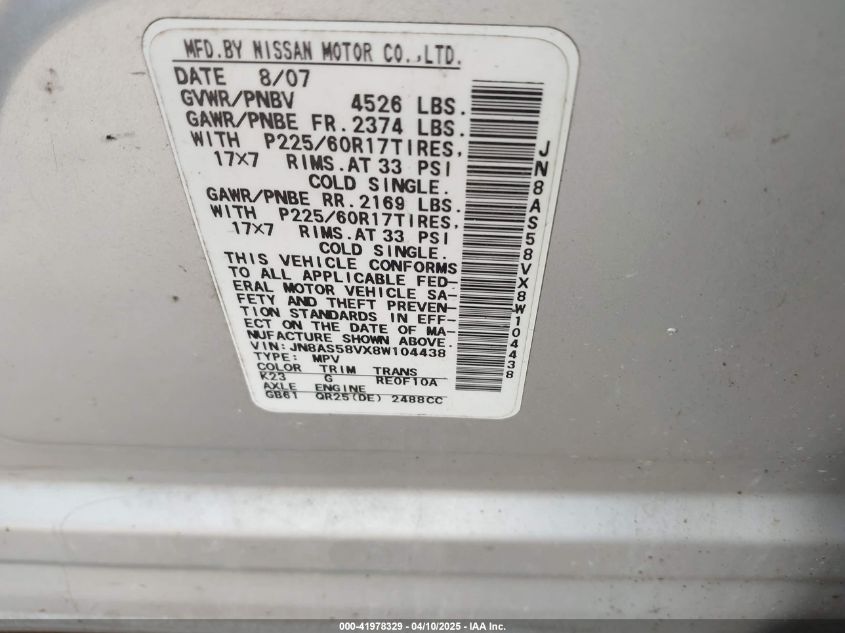 MFD.BY NISSAN MOTOR CO.,LTD.
DATE 8/07
GVWR/PNBV 4526 LBS.
GAWR/PNBE FR. 2374 LBS.
WITH P225/60R17TIRES,
17X7 RIMS.AT 33 PSI
COLD SINGLE.
GAWR/PNBE RR. 2169 LBS.
WITH P225/60R17TIRES,
17X7 RIMS.AT 33 PSI
COLD SINGLE.
THIS VEHICLE CONFORMS
TO ALL APPLICABLE FED-
ERAL MOTOR VEHICLE SA-
FETY AND THEFT PREVEN-
TION STANDARDS IN EFF-
ECT ON THE DATE OF MA-
NUFACTURE SHOWN ABOVE.
VIN: JN8AS58VX8W104438
TYPE: MPV
COLOR TRIM TRANS
K23 G RE0F10A
AXLE ENGINE
GB61 QR25(DE) 2488CC
JN8AS58VX8W104438
000-41978329 - 04/10/2025 - IAA Inc.